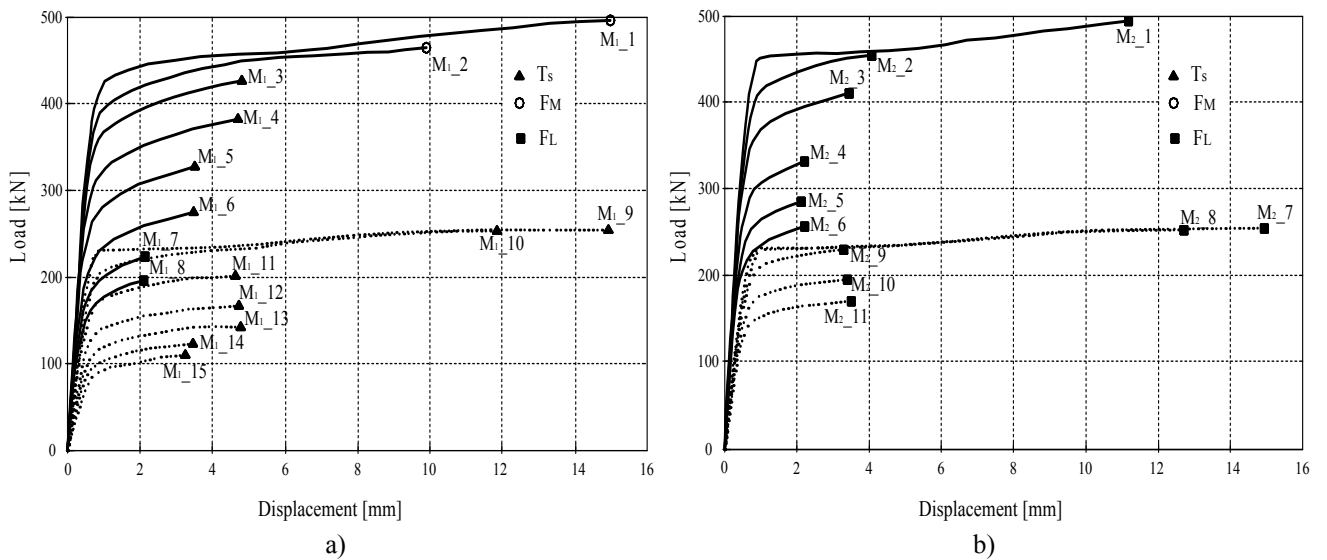 500
400
300
200
100
0
Load [kN]
0 2 4 6 8 10 12 14 16
Displacement [mm]
a)
M1_1
M1_2
M1_3
M1_4
M1_5
M1_6
M1_7
M1_8
M1_9
M1_10
M1_11
M1_12
M1_13
M1_14
M1_15
Ts
FM
FL
500
400
300
200
100
0
Load [kN]
0 2 4 6 8 10 12 14 16
Displacement [mm]
b)
M2_1
M2_2
M2_3
M2_4
M2_5
M2_6
M2_8
M2_7
M2_9
M2_10
M2_11
Ts
FM
FL